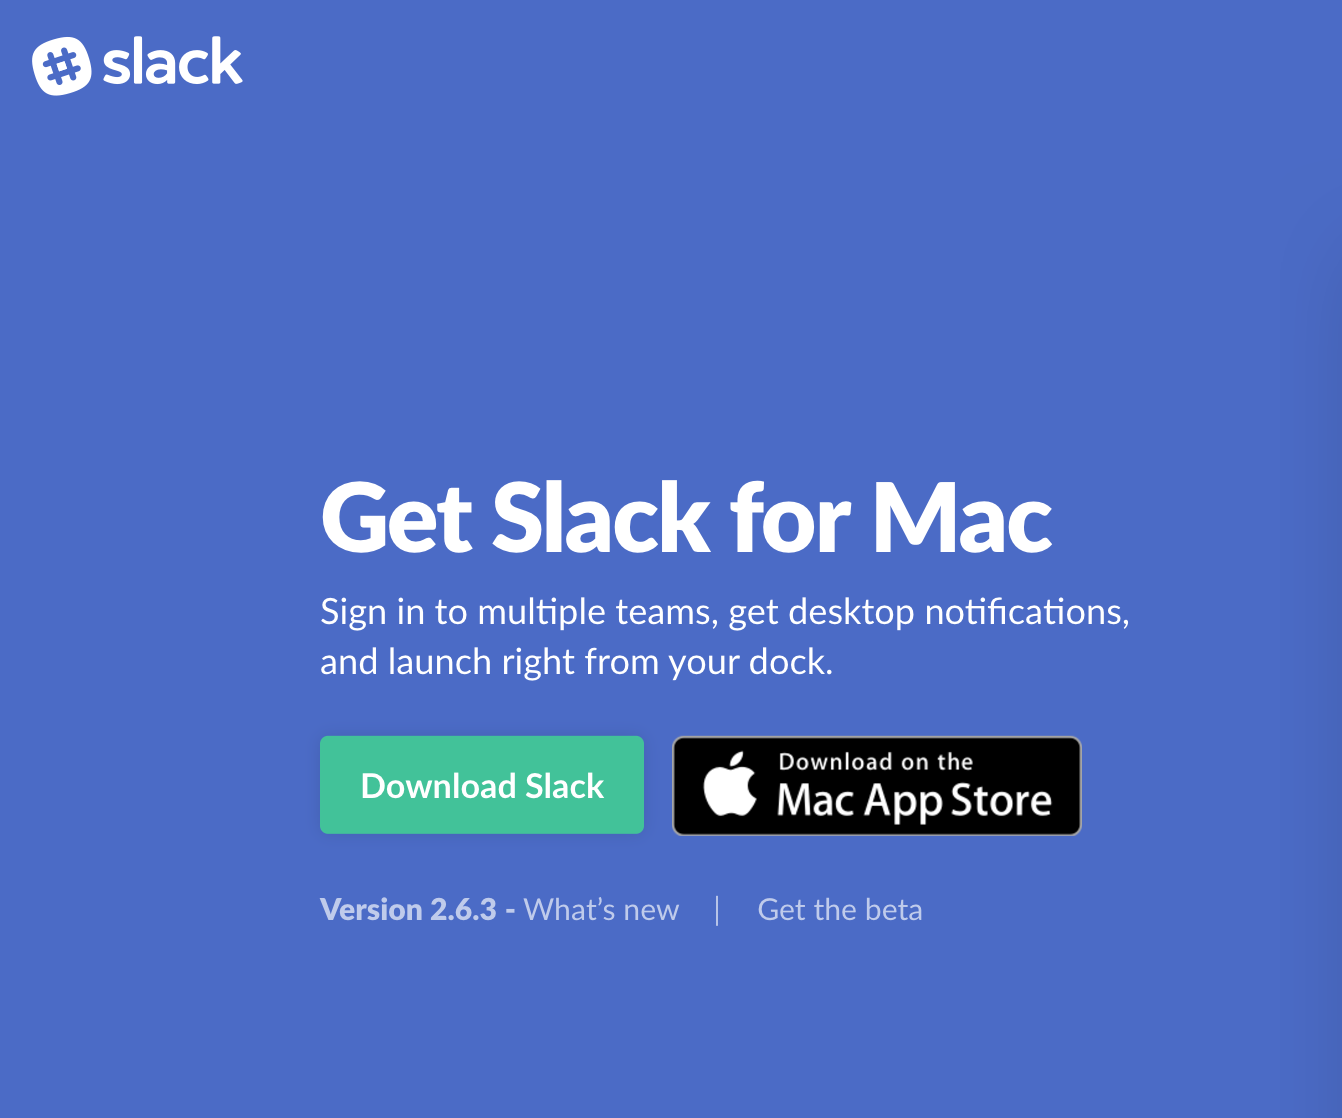 slack
Get Slack for Mac
Sign in to multiple teams, get desktop notifications,
and launch right from your dock.
Download Slack
Download on the
Mac App Store
Version 2.6.3 - What’s new | Get the beta